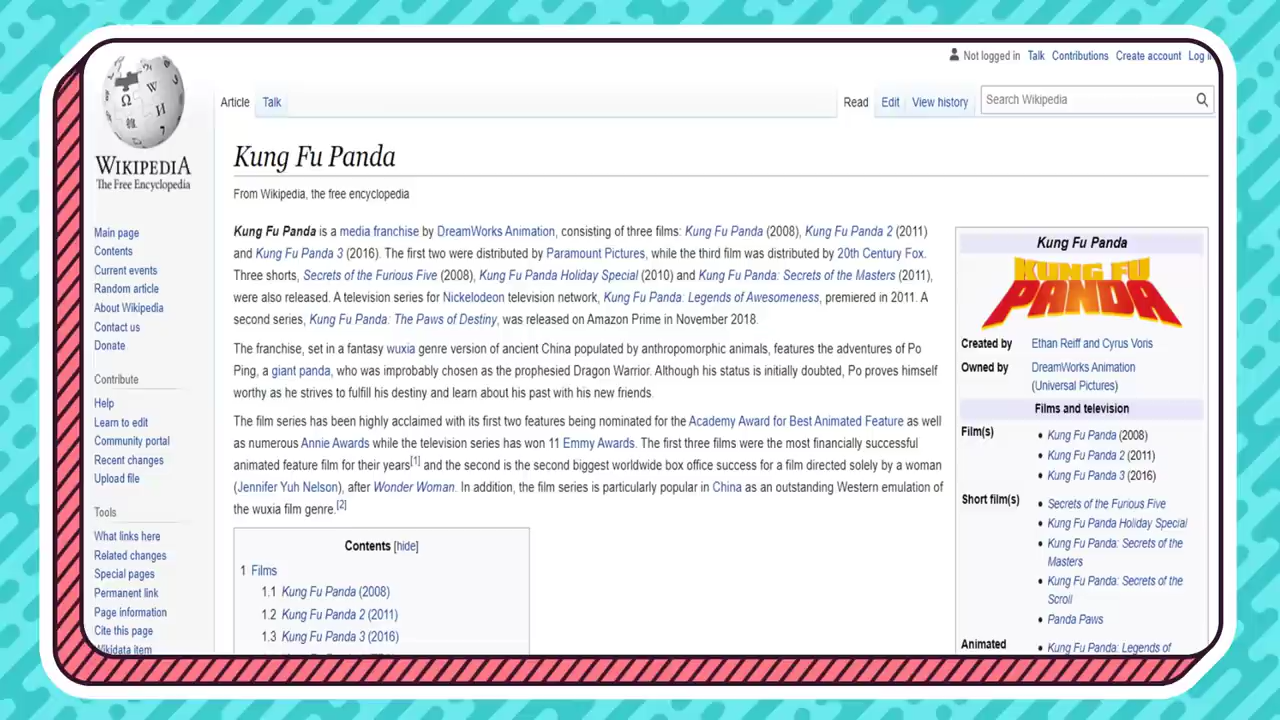 Not logged in Talk Contributions Create account Log
WIKIPEDIA
The Free Encyclopedia
Article Talk
Read Edit View history Search Wikipedia
Kung Fu Panda
From Wikipedia, the free encyclopedia
Main page
Contents
Current events
Random article
About Wikipedia
Contact us
Donate
Contribute
Help
Learn to edit
Community portal
Recent changes
Upload file
Tools
What links here
Related changes
Special pages
Permanent link
Page information
Cite this page
Wikidata item
Kung Fu Panda is a media franchise by DreamWorks Animation, consisting of three films: Kung Fu Panda (2008), Kung Fu Panda 2 (2011)
and Kung Fu Panda 3 (2016). The first two were distributed by Paramount Pictures, while the third film was distributed by 20th Century Fox.
Three shorts, Secrets of the Furious Five (2008), Kung Fu Panda Holiday Special (2010) and Kung Fu Panda: Secrets of the Masters (2011),
were also released. A television series for Nickelodeon television network, Kung Fu Panda: Legends of Awesomeness, premiered in 2011. A
second series, Kung Fu Panda: The Paws of Destiny, was released on Amazon Prime in November 2018.
The franchise, set in a fantasy wuxia genre version of ancient China populated by anthropomorphic animals, features the adventures of Po
Ping, a giant panda, who was improbably chosen as the prophesied Dragon Warrior. Although his status is initially doubted, Po proves himself
worthy as he strives to fulfill his destiny and learn about his past with his new friends.
The film series has been highly acclaimed with its first two features being nominated for the Academy Award for Best Animated Feature as well
as numerous Annie Awards while the television series has won 11 Emmy Awards. The first three films were the most financially successful
animated feature film for their years[1] and the second is the second biggest worldwide box office success for a film directed solely by a woman
(Jennifer Yuh Nelson), after Wonder Woman. In addition, the film series is particularly popular in China as an outstanding Western emulation of
the wuxia film genre.[2]
Contents [hide]
1 Films
1.1 Kung Fu Panda (2008)
1.2 Kung Fu Panda 2 (2011)
1.3 Kung Fu Panda 3 (2016)
Kung Fu Panda
KUNG FU
PANDA
Created by Ethan Reiff and Cyrus Voris
Owned by DreamWorks Animation
(Universal Pictures)
Films and television
Film(s) • Kung Fu Panda (2008)
• Kung Fu Panda 2 (2011)
• Kung Fu Panda 3 (2016)
Short film(s) • Secrets of the Furious Five
• Kung Fu Panda Holiday Special
• Kung Fu Panda: Secrets of the
Masters
• Kung Fu Panda: Secrets of the
Scroll
• Panda Paws
Animated • Kung Fu Panda: Legends of